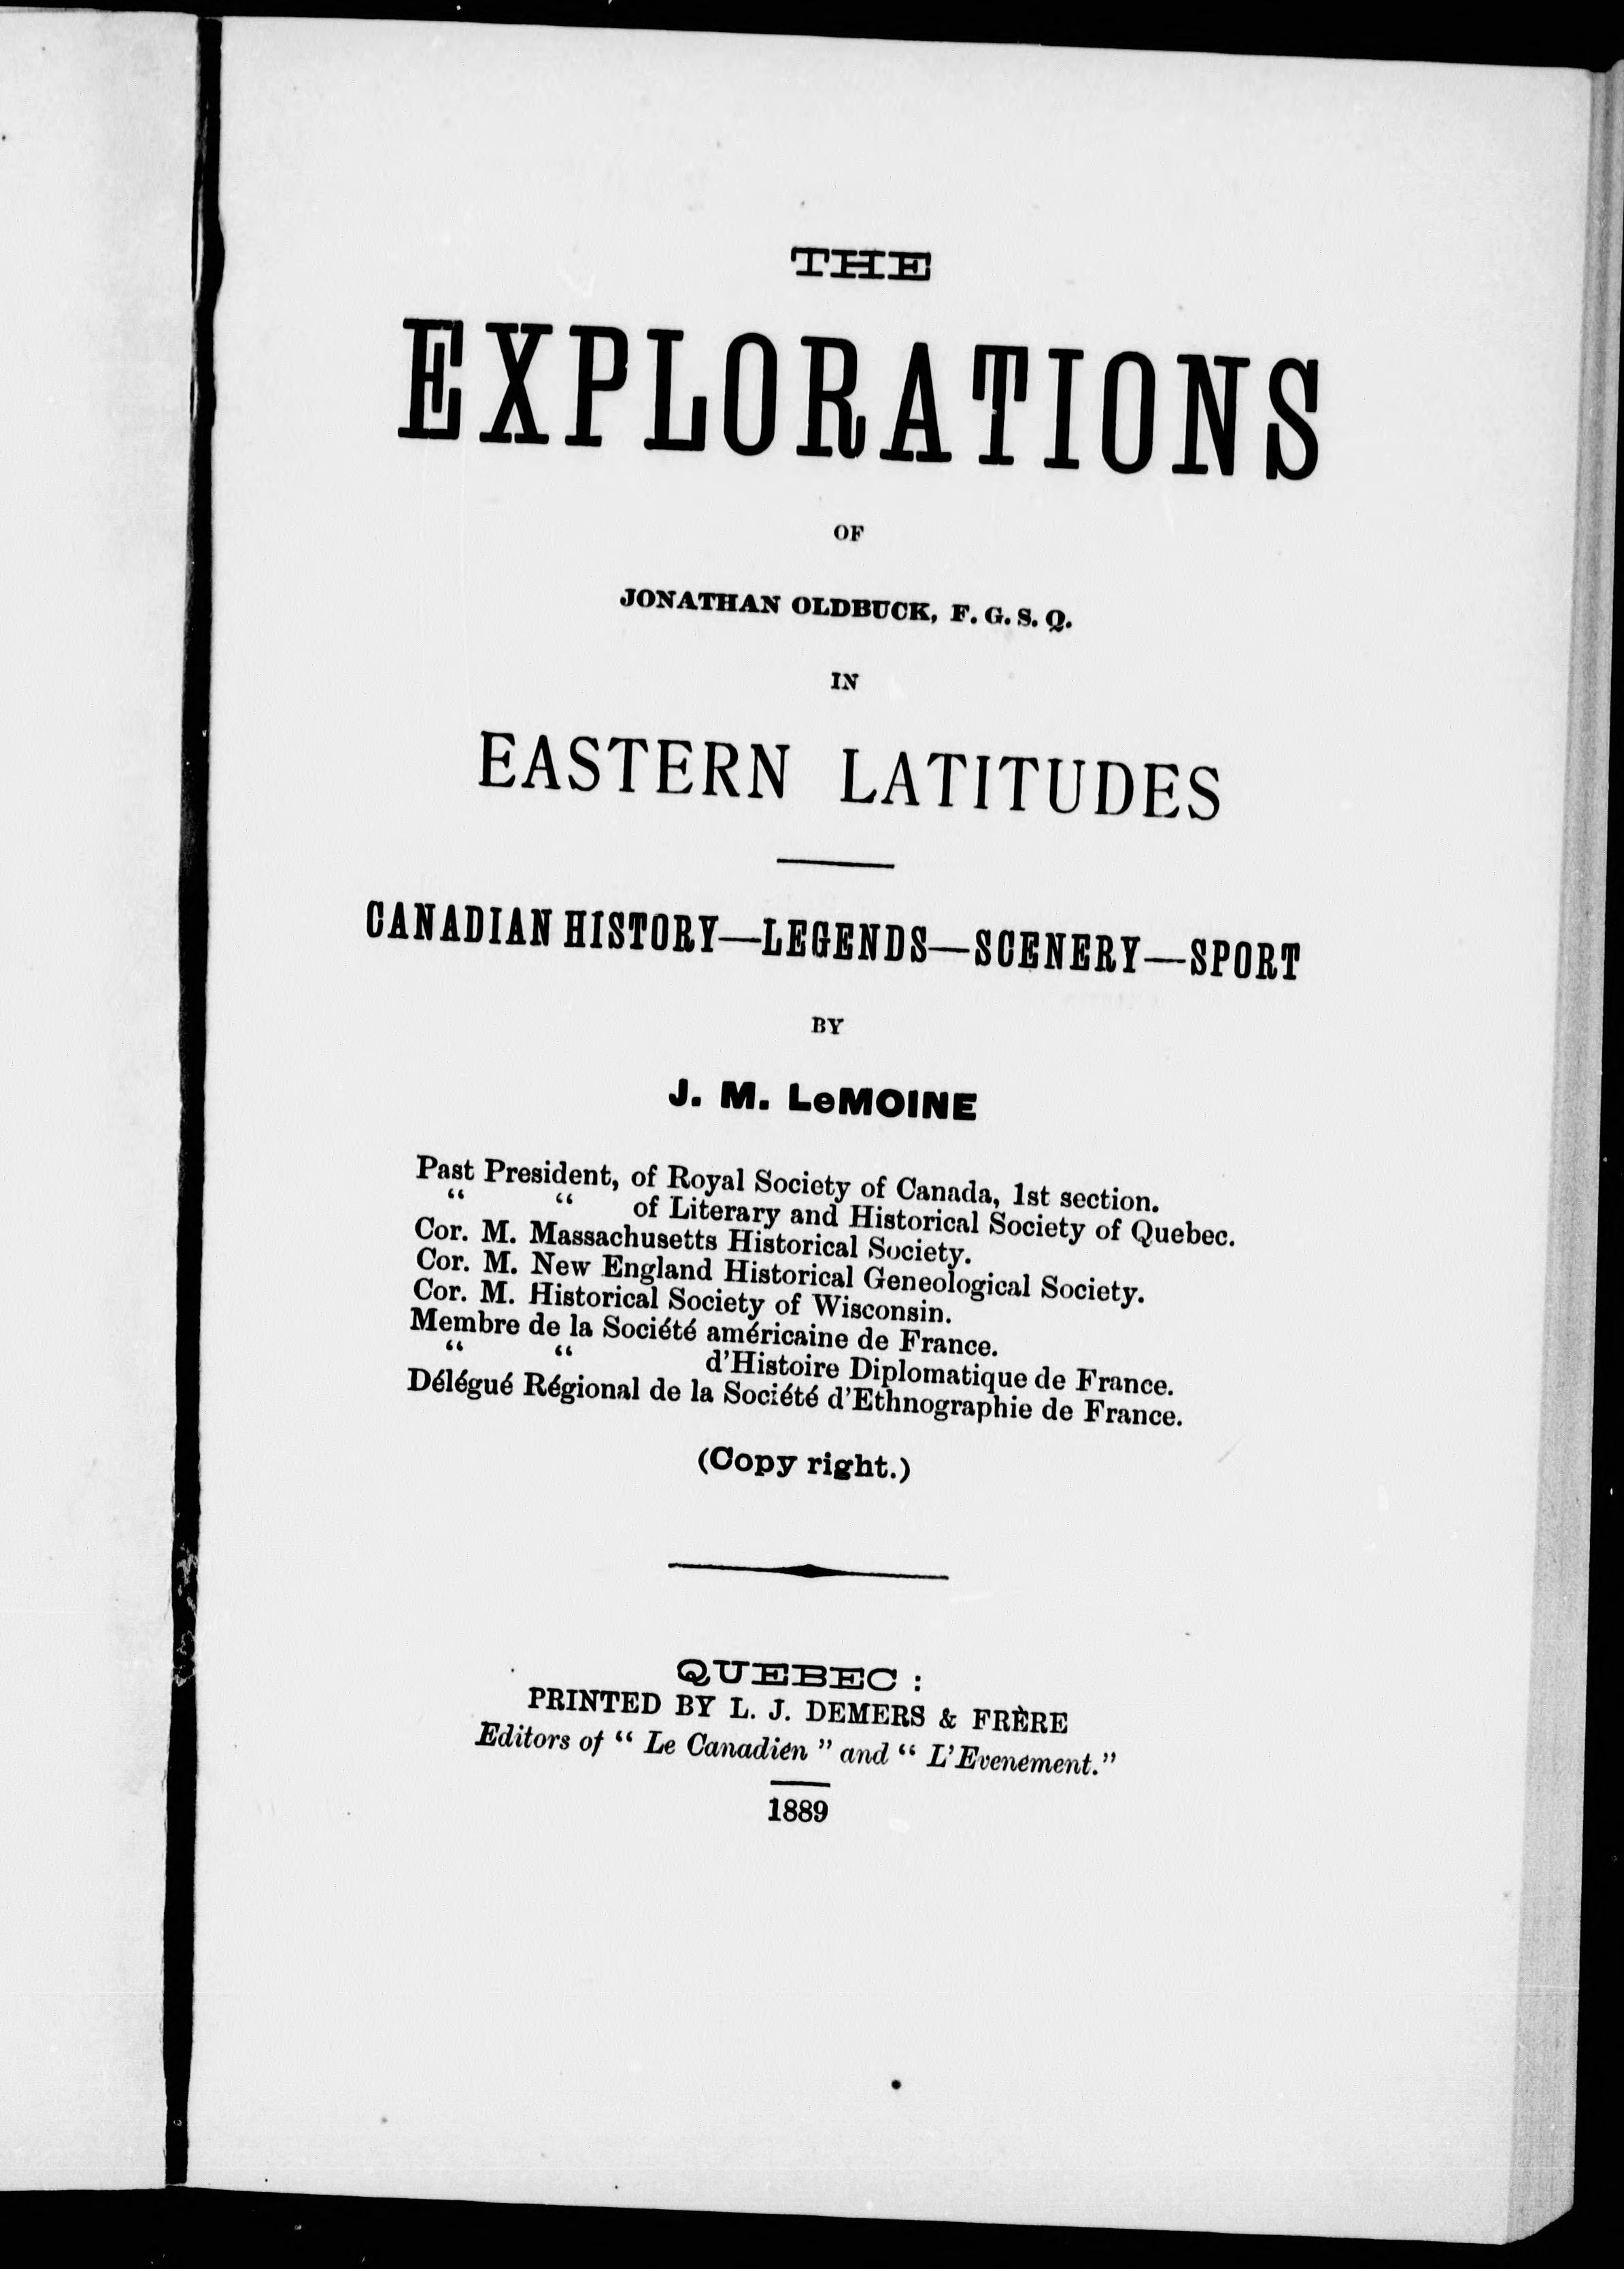 THE
EXPLORATIONS
OF
JONATHAN OLDBUCK, F. G. S. Q.
IN
EASTERN LATITUDES
CANADIAN HISTORY—LEGENDS—SCENERY—SPORT
BY
J. M. LeMOINE
Past President, of Royal Society of Canada, 1st section.
“ “ of Literary and Historical Society of Quebec.
Cor. M. Massachusetts Historical Society.
Cor. M. New England Historical Geneological Society.
Cor. M. Historical Society of Wisconsin.
Membre de la Société américaine de France.
“ “ d'Histoire Diplomatique de France.
Délégué Régional de la Société d'Ethnographie de France.
(Copy right.)
QUEBEC :
PRINTED BY L. J. DEMERS & FRÈRE
Editors of “ Le Canadien ” and “ L'Evenement.”
1889